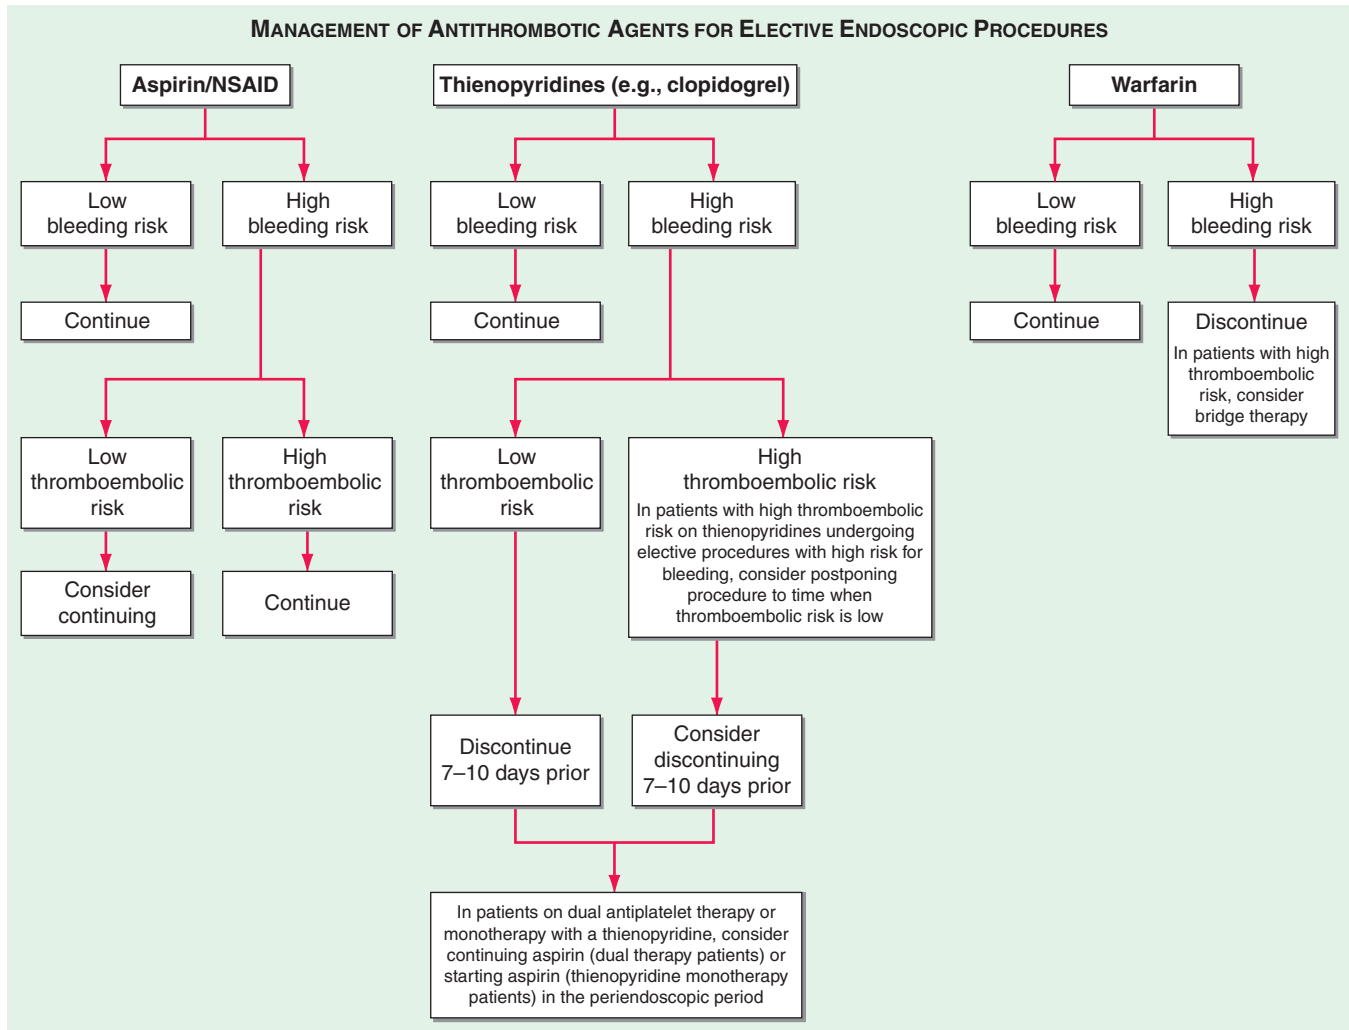 MANAGEMENT OF ANTITHROMBOTIC AGENTS FOR ELECTIVE ENDOSCOPIC PROCEDURES
Aspirin/NSAID
Low
bleeding risk
High
bleeding risk
Continue
Low
thromboembolic
risk
High
thromboembolic
risk
Consider
continuing
Continue
Thienopyridines (e.g., clopidogrel)
Low
bleeding risk
High
bleeding risk
Continue
Low
thromboembolic
risk
High
thromboembolic risk
In patients with high thromboembolic
risk on thienopyridines undergoing
elective procedures with high risk for
bleeding, consider postponing
procedure to time when
thromboembolic risk is low
Discontinue
7–10 days prior
Consider
discontinuing
7–10 days prior
In patients on dual antiplatelet therapy or
monotherapy with a thienopyridine, consider
continuing aspirin (dual therapy patients) or
starting aspirin (thienopyridine monotherapy
patients) in the periendoscopic period
Warfarin
Low
bleeding risk
High
bleeding risk
Continue
Discontinue
In patients with high
thromboembolic
risk, consider
bridge therapy